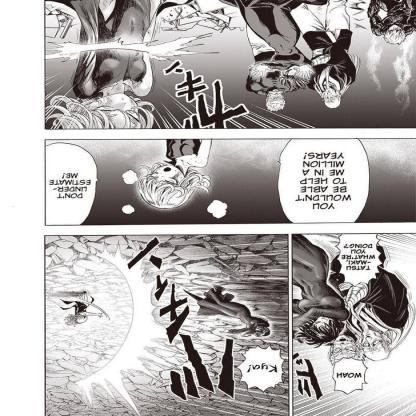 Kya!
WOAH
TATSU
MAKI-
WHAT'RE
YOU
DOING?
DON'T
UNDER-
ESTIMATE
ME!
YOU
WOULDN'T
BE ABLE
TO HELP
ME IN A
MILLION
YEARS!